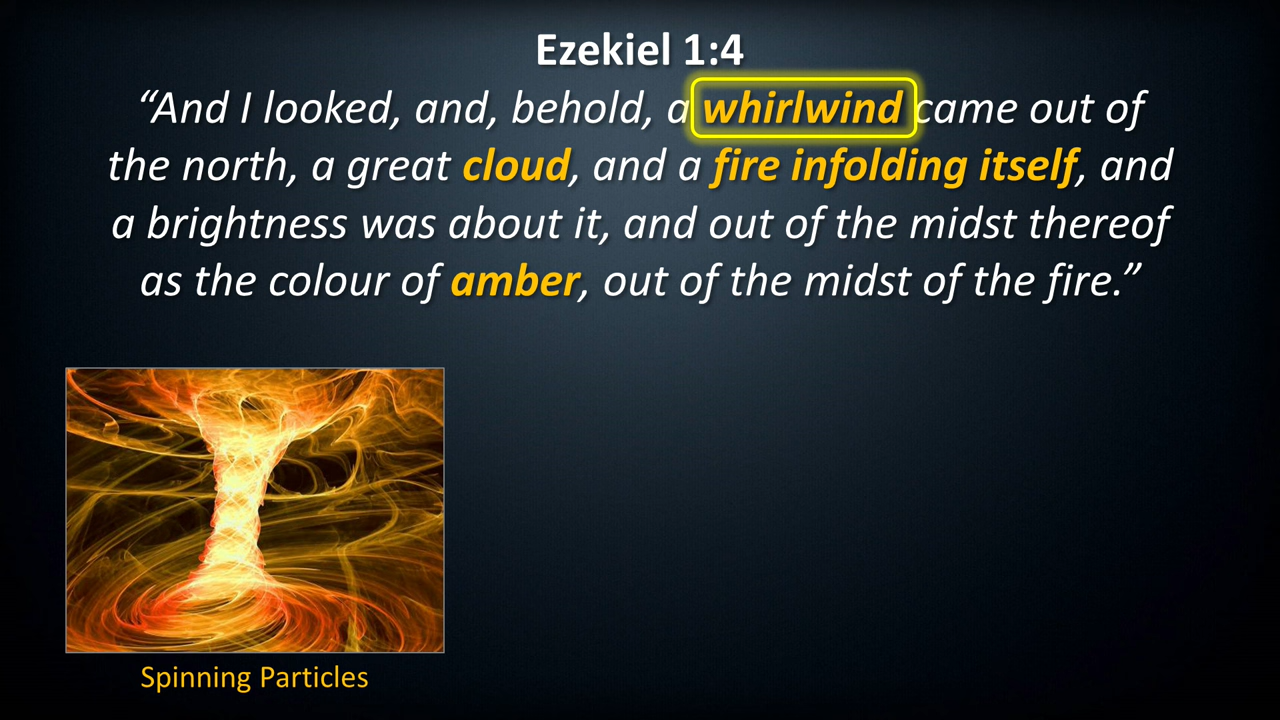 Ezekiel 1:4
“And I looked, and, behold, a whirlwind came out of
the north, a great cloud, and a fire infolding itself, and
a brightness was about it, and out of the midst thereof
as the colour of amber, out of the midst of the fire.”
Spinning Particles